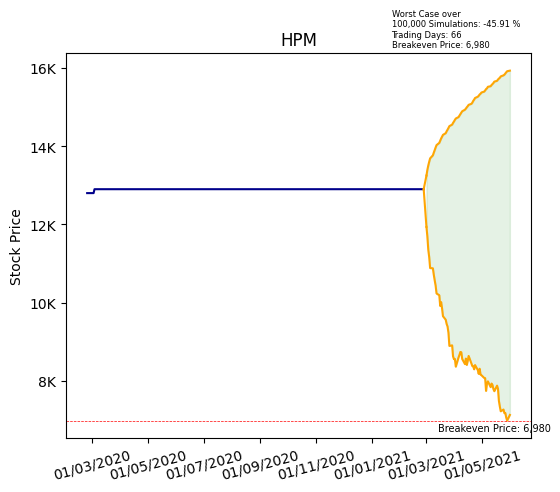 Worst Case over
100,000 Simulations: -45.91 %
Trading Days: 66
Breakeven Price: 6,980
HPM
Stock Price
16K
14K
12K
10K
8K
Breakeven Price: 6,980
01/03/2020
01/05/2020
01/07/2020
01/09/2020
01/11/2020
01/01/2021
01/03/2021
01/05/2021